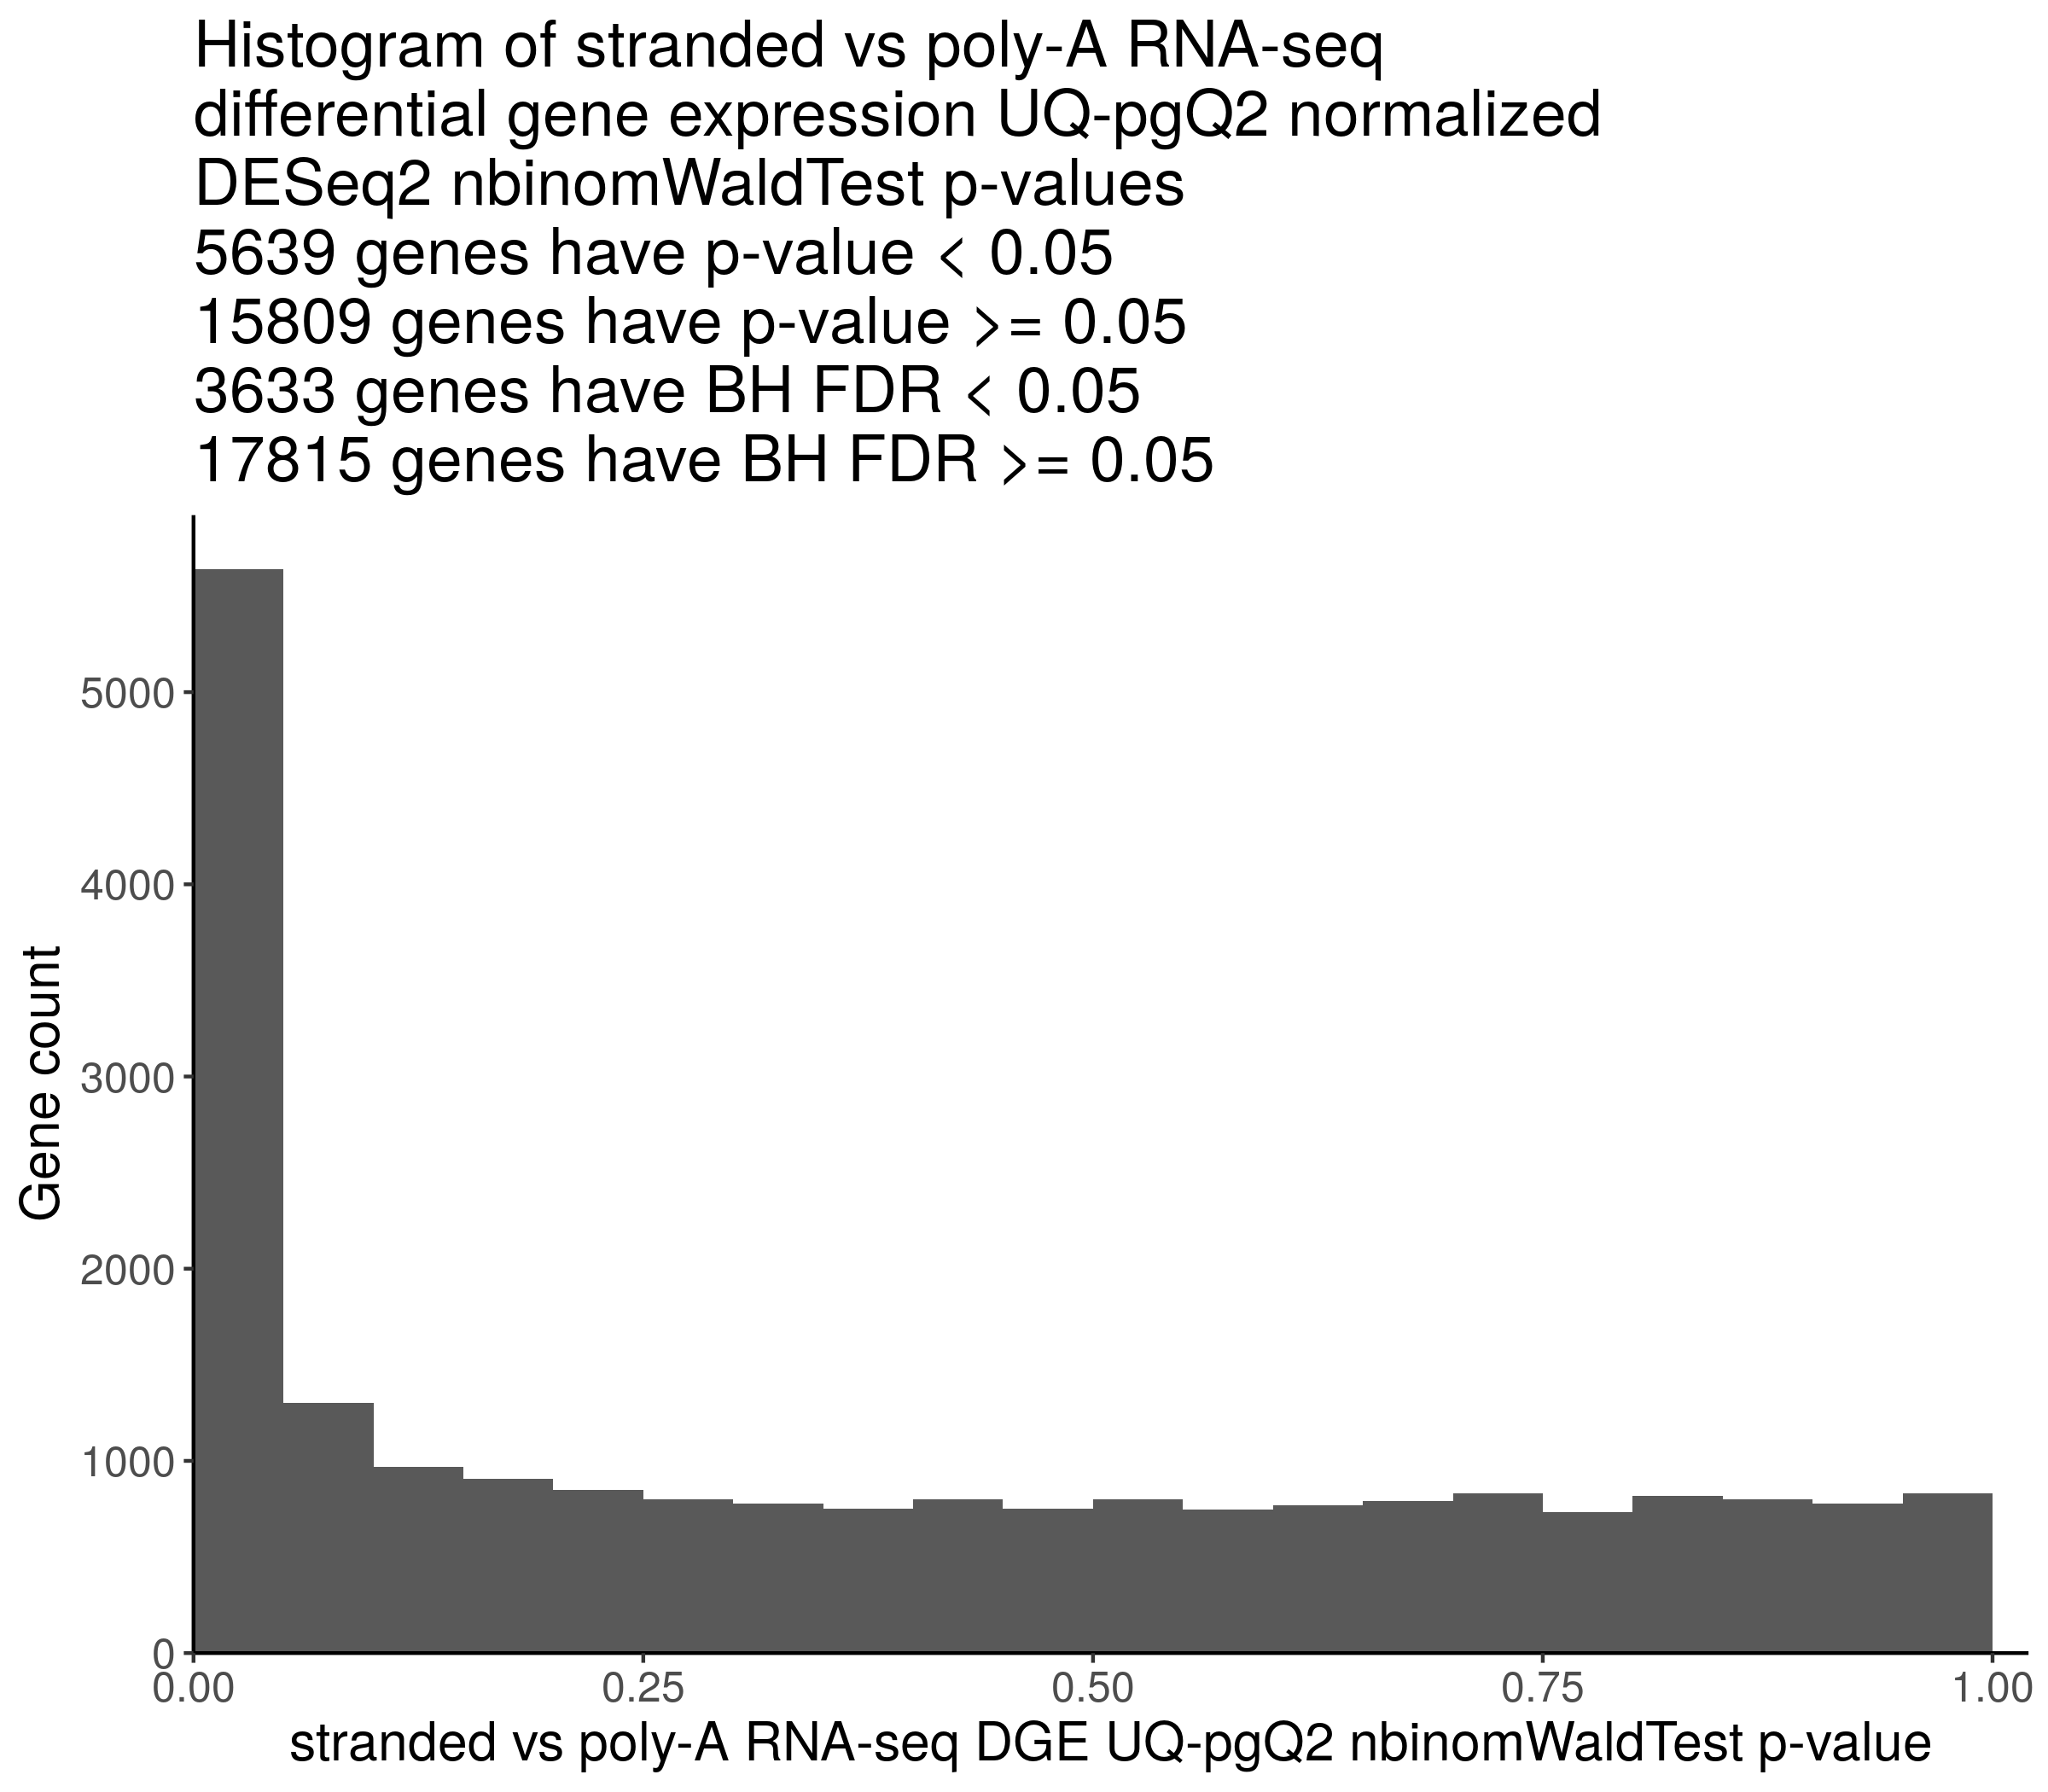 Histogram of stranded vs poly-A RNA-seq
differential gene expression UQ-pgQ2 normalized
DESeq2 nbinomWaldTest p-values
5639 genes have p-value < 0.05
15809 genes have p-value >= 0.05
3633 genes have BH FDR < 0.05
17815 genes have BH FDR >= 0.05
Gene count
5000
4000
3000
2000
1000
0
0.00 0.25 0.50 0.75 1.00
stranded vs poly-A RNA-seq DGE UQ-pgQ2 nbinomWaldTest p-value